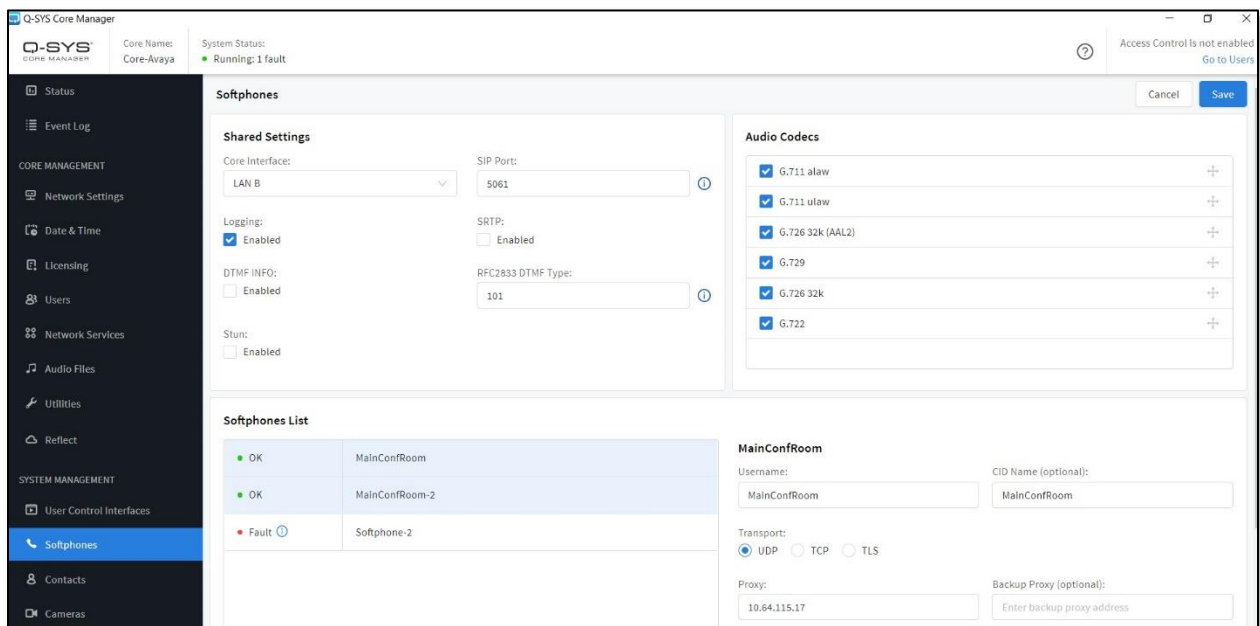 Q-SYS Core Manager
Q-SYS
CORE MANAGER
Core Name:
Core-Avaya
System Status:
Running: 1 fault
Access Control Is not enabled
Go to Users
Status
Event Log
CORE MANAGEMENT
Network Settings
Date & Time
Licensing
Users
Network Services
Audio Files
Utilities
Reflect
SYSTEM MANAGEMENT
User Control Interfaces
Softphones
Contacts
Cameras
Softphones
Cancel
Save
Shared Settings
Core Interface:
LAN B
SIP Port:
5061
Logging:
Enabled
SRTP:
Enabled
DTMF INFO:
Enabled
RFC2833 DTMF Type:
101
Stun:
Enabled
Audio Codecs
G.711 alaw
G.711 ulaw
G.726 32k (AAL2)
G.729
G.726 32k
G.722
Softphones List
OK MainConfRoom
OK MainConfRoom-2
Fault Softphone-2
MainConfRoom
Username:
MainConfRoom
CID Name (optional):
MainConfRoom
Transport:
UDP TCP TLS
Proxy:
10.64.115.17
Backup Proxy (optional):
Enter backup proxy address